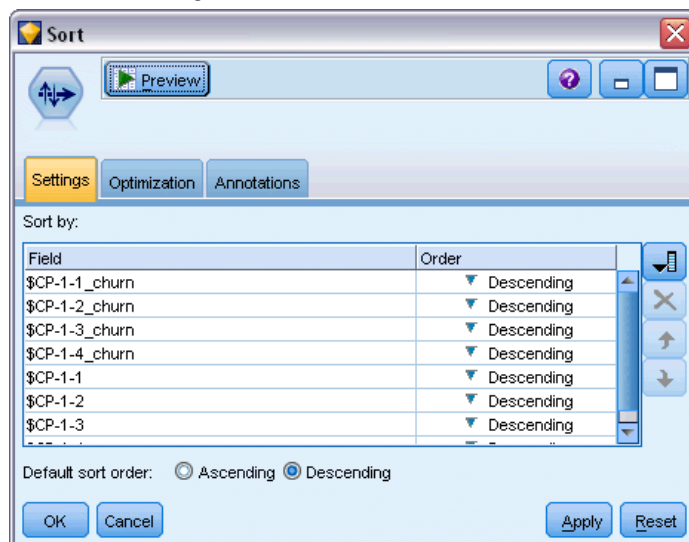 Sort
Preview
Settings Optimization Annotations
Sort by:
Field Order
$CP-1-1_churn Descending
$CP-1-2_churn Descending
$CP-1-3_churn Descending
$CP-1-4_churn Descending
$CP-1-1 Descending
$CP-1-2 Descending
$CP-1-3 Descending
Default sort order: Ascending Descending
OK Cancel Apply Reset